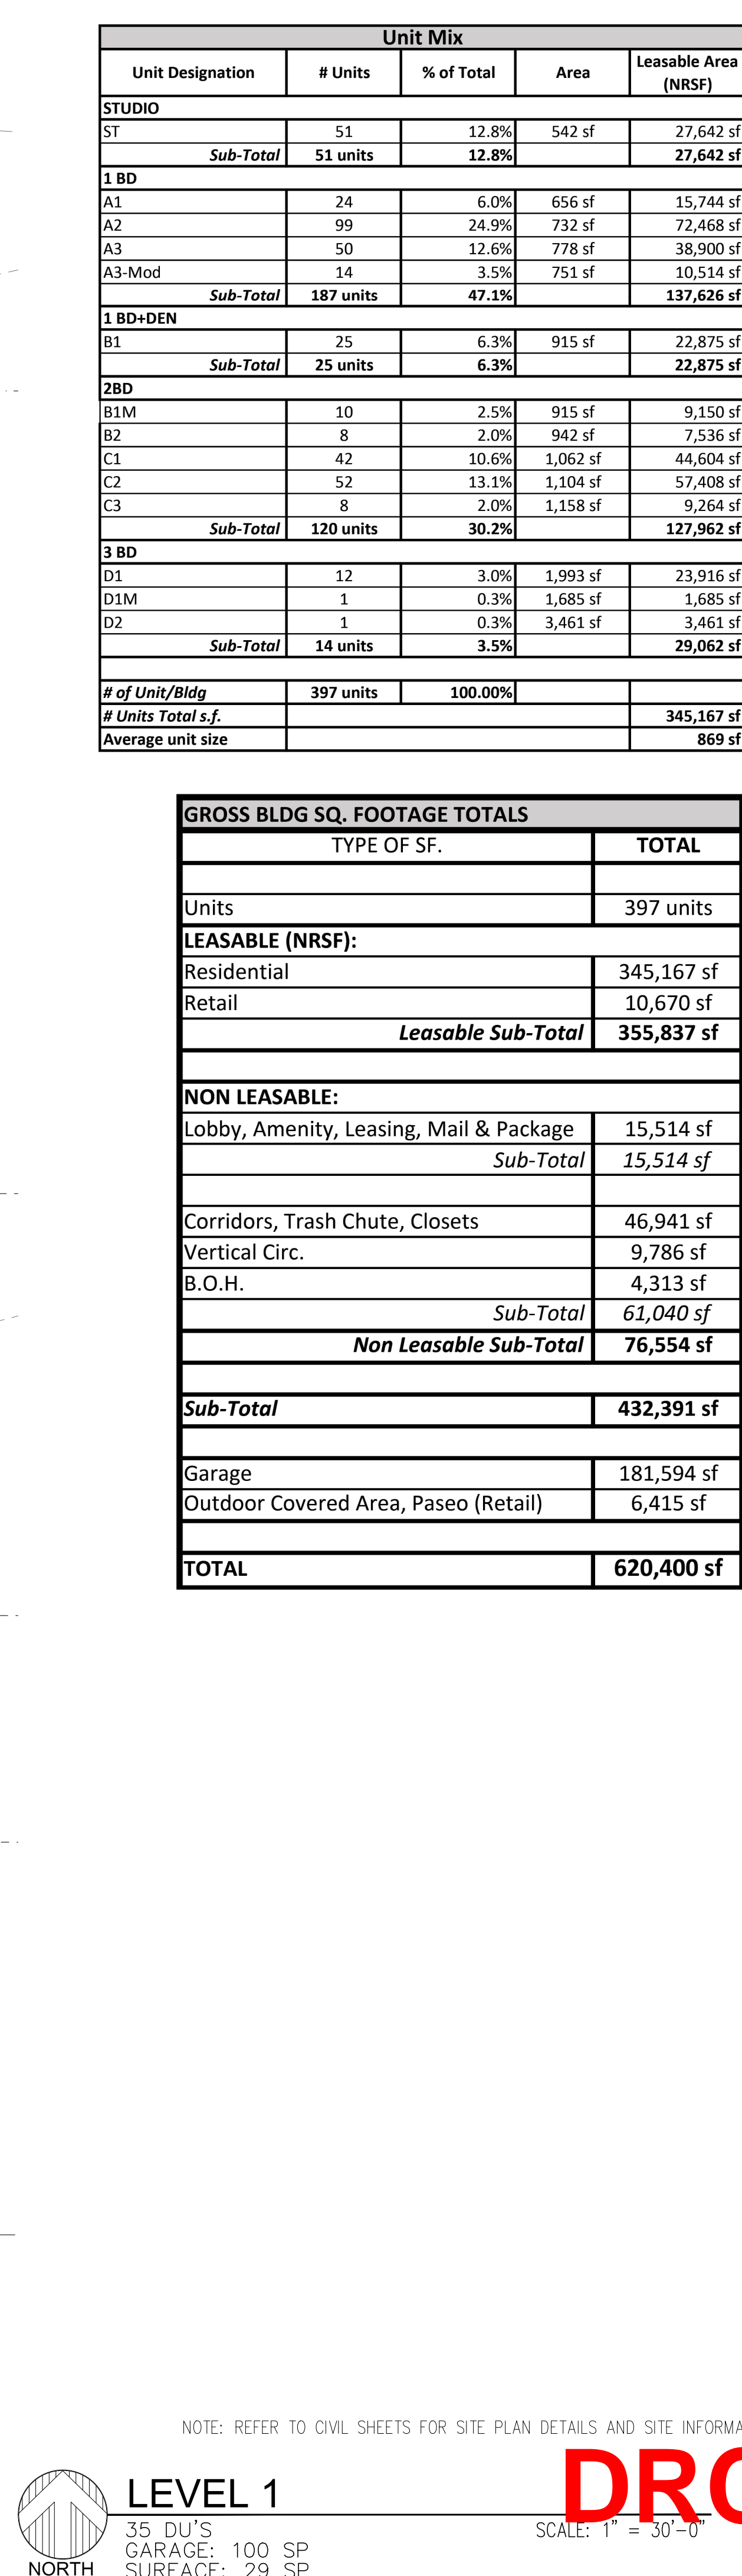 Unit Mix
Unit Designation # Units % of Total Area Leasable Area (NRSF)
STUDIO
ST 51 12.8% 542 sf 27,642 sf
Sub-Total 51 units 12.8% 27,642 sf
1 BD
A1 24 6.0% 656 sf 15,744 sf
A2 99 24.9% 732 sf 72,468 sf
A3 50 12.6% 778 sf 38,900 sf
A3-Mod 14 3.5% 751 sf 10,514 sf
Sub-Total 187 units 47.1% 137,626 sf
1 BD+DEN
B1 25 6.3% 915 sf 22,875 sf
Sub-Total 25 units 6.3% 22,875 sf
2BD
B1M 10 2.5% 915 sf 9,150 sf
B2 8 2.0% 942 sf 7,536 sf
C1 42 10.6% 1,062 sf 44,604 sf
C2 52 13.1% 1,104 sf 57,408 sf
C3 8 2.0% 1,158 sf 9,264 sf
Sub-Total 120 units 30.2% 127,962 sf
3 BD
D1 12 3.0% 1,993 sf 23,916 sf
D1M 1 0.3% 1,685 sf 1,685 sf
D2 1 0.3% 3,461 sf 3,461 sf
Sub-Total 14 units 3.5% 29,062 sf
# of Unit/Bldg 397 units 100.00%
# Units Total s.f. 345,167 sf
Average unit size 869 sf
GROSS BLDG SQ. FOOTAGE TOTALS
TYPE OF SF. TOTAL
Units 397 units
LEASABLE (NRSF):
Residential 345,167 sf
Retail 10,670 sf
Leasable Sub-Total 355,837 sf
NON LEASABLE:
Lobby, Amenity, Leasing, Mail & Package 15,514 sf
Sub-Total 15,514 sf
Corridors, Trash Chute, Closets 46,941 sf
Vertical Circ. 9,786 sf
B.O.H. 4,313 sf
Sub-Total 61,040 sf
Non Leasable Sub-Total 76,554 sf
Sub-Total 432,391 sf
Garage 181,594 sf
Outdoor Covered Area, Paseo (Retail) 6,415 sf
TOTAL 620,400 sf
NOTE: REFER TO CIVIL SHEETS FOR SITE PLAN DETAILS AND SITE INFORMA
DRC
LEVEL 1
35 DU'S
SCALE: 1" = 30'-0"
GARAGE: 100 SP
SURFACE: 29 SP
NORTH